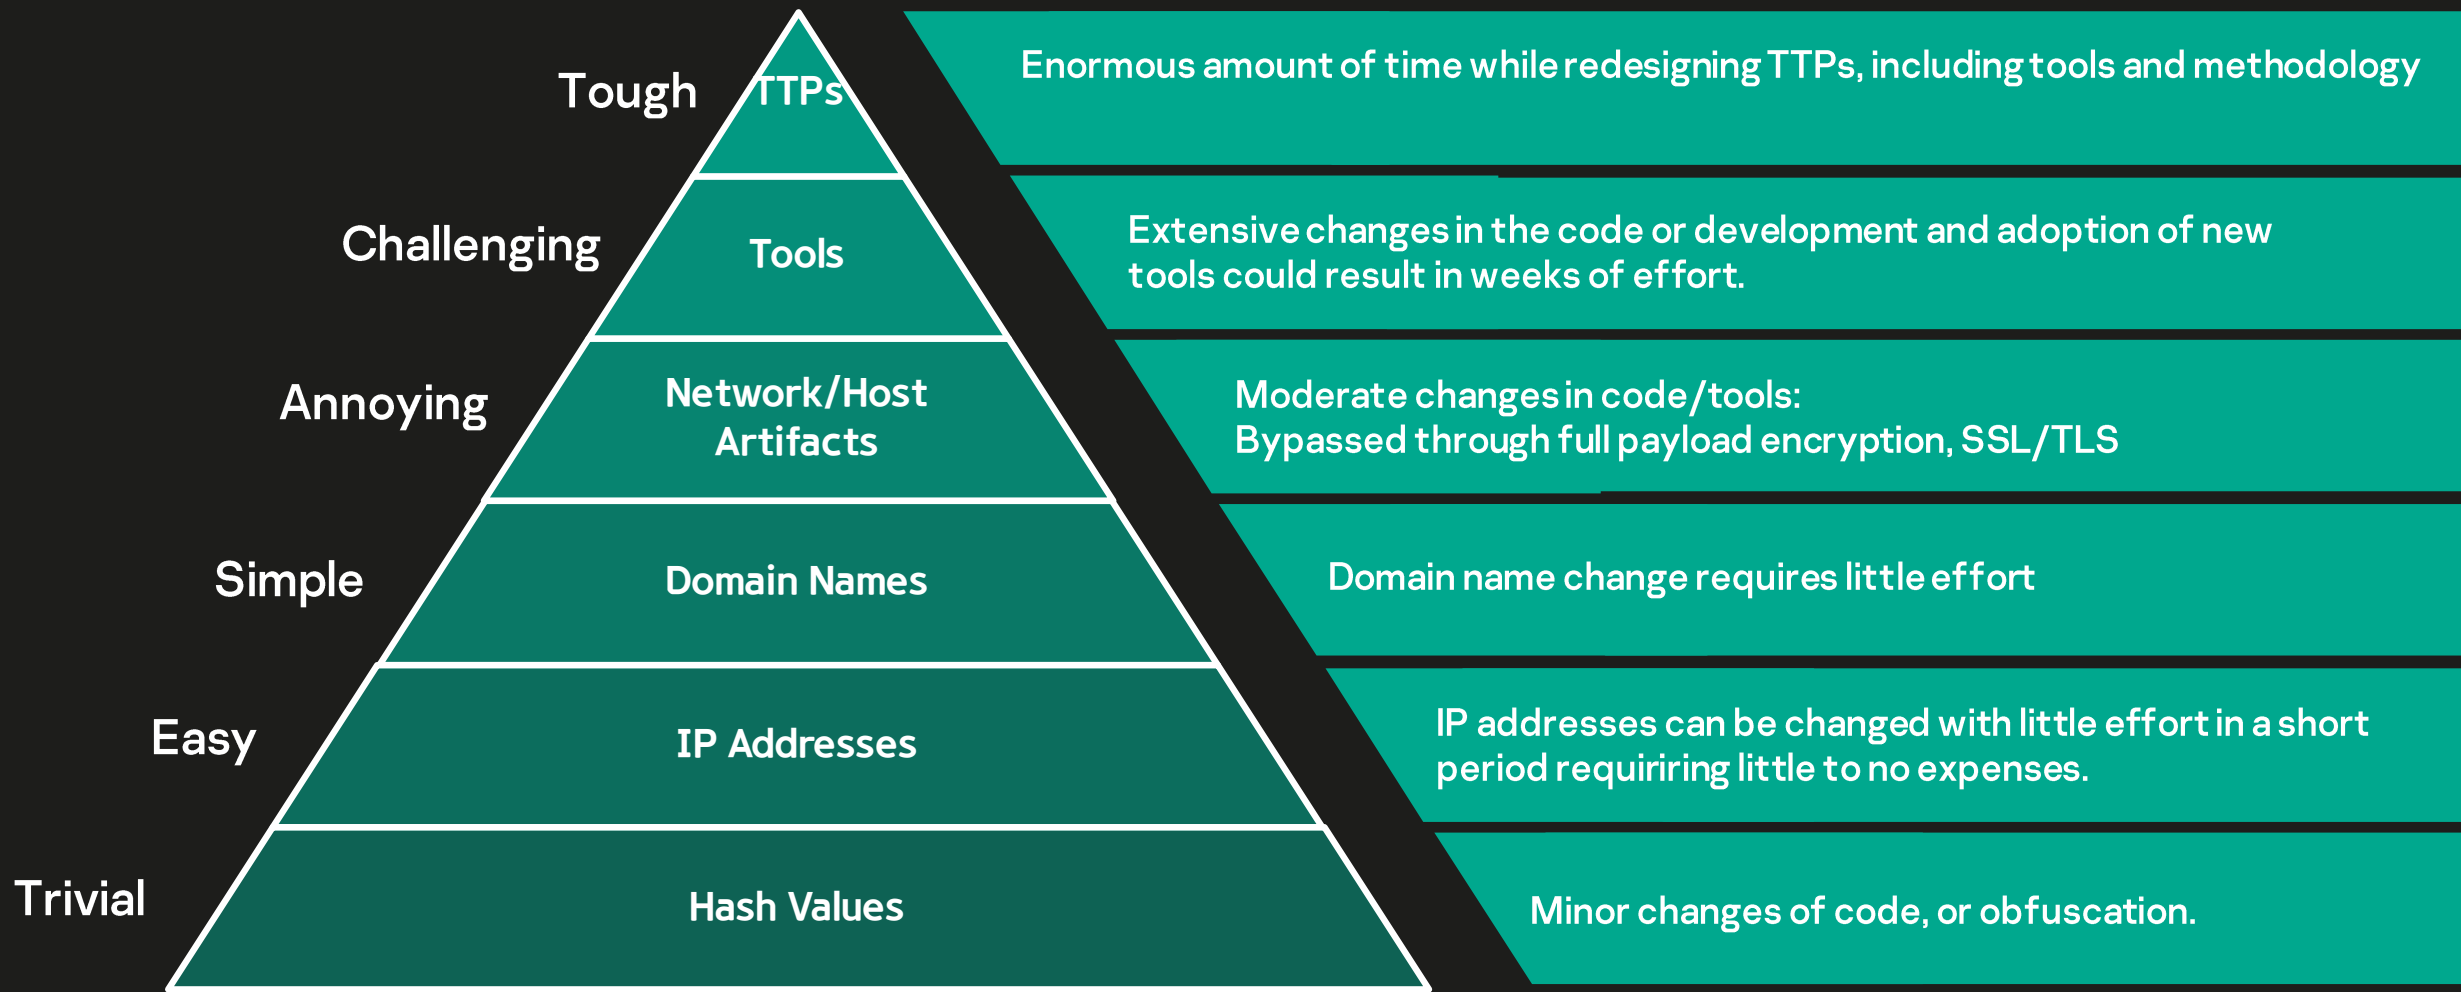 Tough
TTPs
Enormous amount of time while redesigning TTPs, including tools and methodology
Challenging
Tools
Extensive changes in the code or development and adoption of new
tools could result in weeks of effort.
Annoying
Network/Host
Artifacts
Moderate changes in code/tools:
Bypassed through full payload encryption, SSL/TLS
Simple
Domain Names
Domain name change requires little effort
Easy
IP Addresses
IP addresses can be changed with little effort in a short
period requiriring little to no expenses.
Trivial
Hash Values
Minor changes of code, or obfuscation.